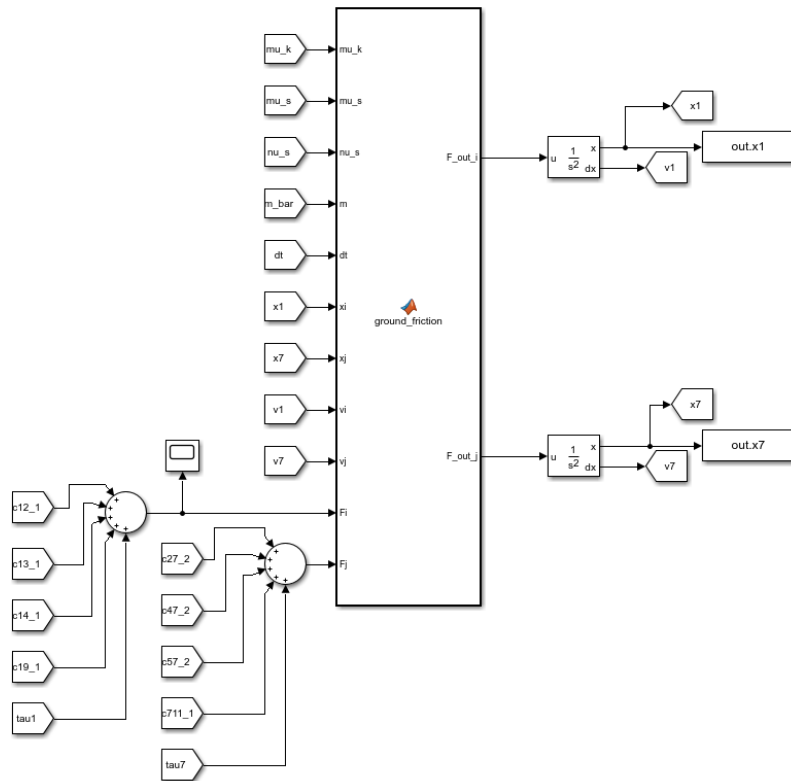 mu_k
mu_k
mu_s
mu_s
nu_s
nu_s
m_bar
m
dt
dt
x1
xi
x7
xj
v1
vi
v7
vj
Fi
Fj
ground_friction
F_out_i
F_out_j
u
1
s2
x
dx
x1
v1
out.x1
u
1
s2
x
dx
x7
v7
out.x7
c12_1
c13_1
c14_1
c19_1
tau1
+
+
+
+
+
c27_2
c47_2
c57_2
c711_1
tau7
+
+
+
+
+